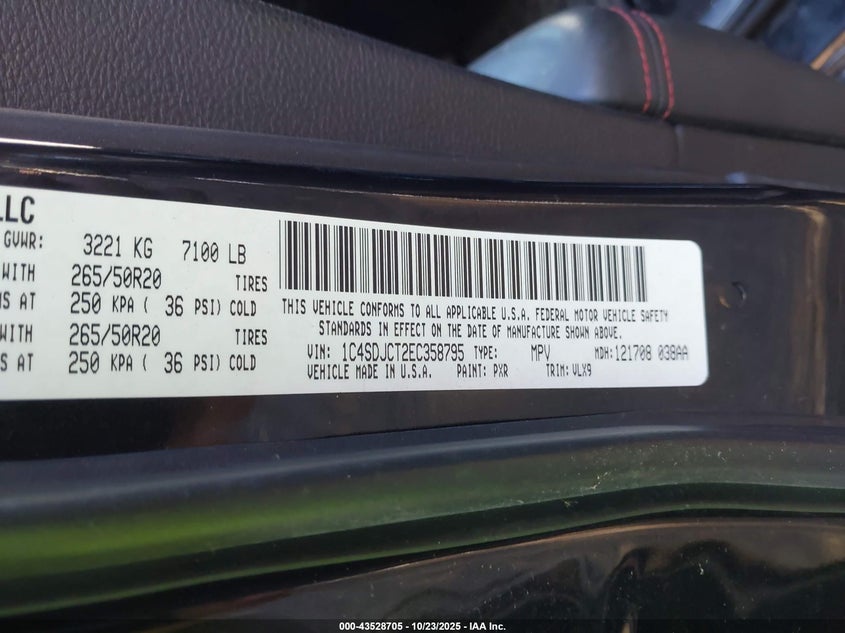 LLC
GVWR: 3221 KG 7100 LB
WITH 265/50R20 TIRES
AT 250 KPA ( 36 PSI) COLD
WITH 265/50R20 TIRES
AT 250 KPA ( 36 PSI) COLD
THIS VEHICLE CONFORMS TO ALL APPLICABLE U.S.A. FEDERAL MOTOR VEHICLE SAFETY
STANDARDS IN EFFECT ON THE DATE OF MANUFACTURE SHOWN ABOVE.
VIN: 1C4SDJCT2EC358795 TYPE: MPV MDH: 121708 038AA
VEHICLE MADE IN U.S.A. PAINT: PXR TRIM: VLX9
000-43528705 - 10/23/2025 - IAA Inc.